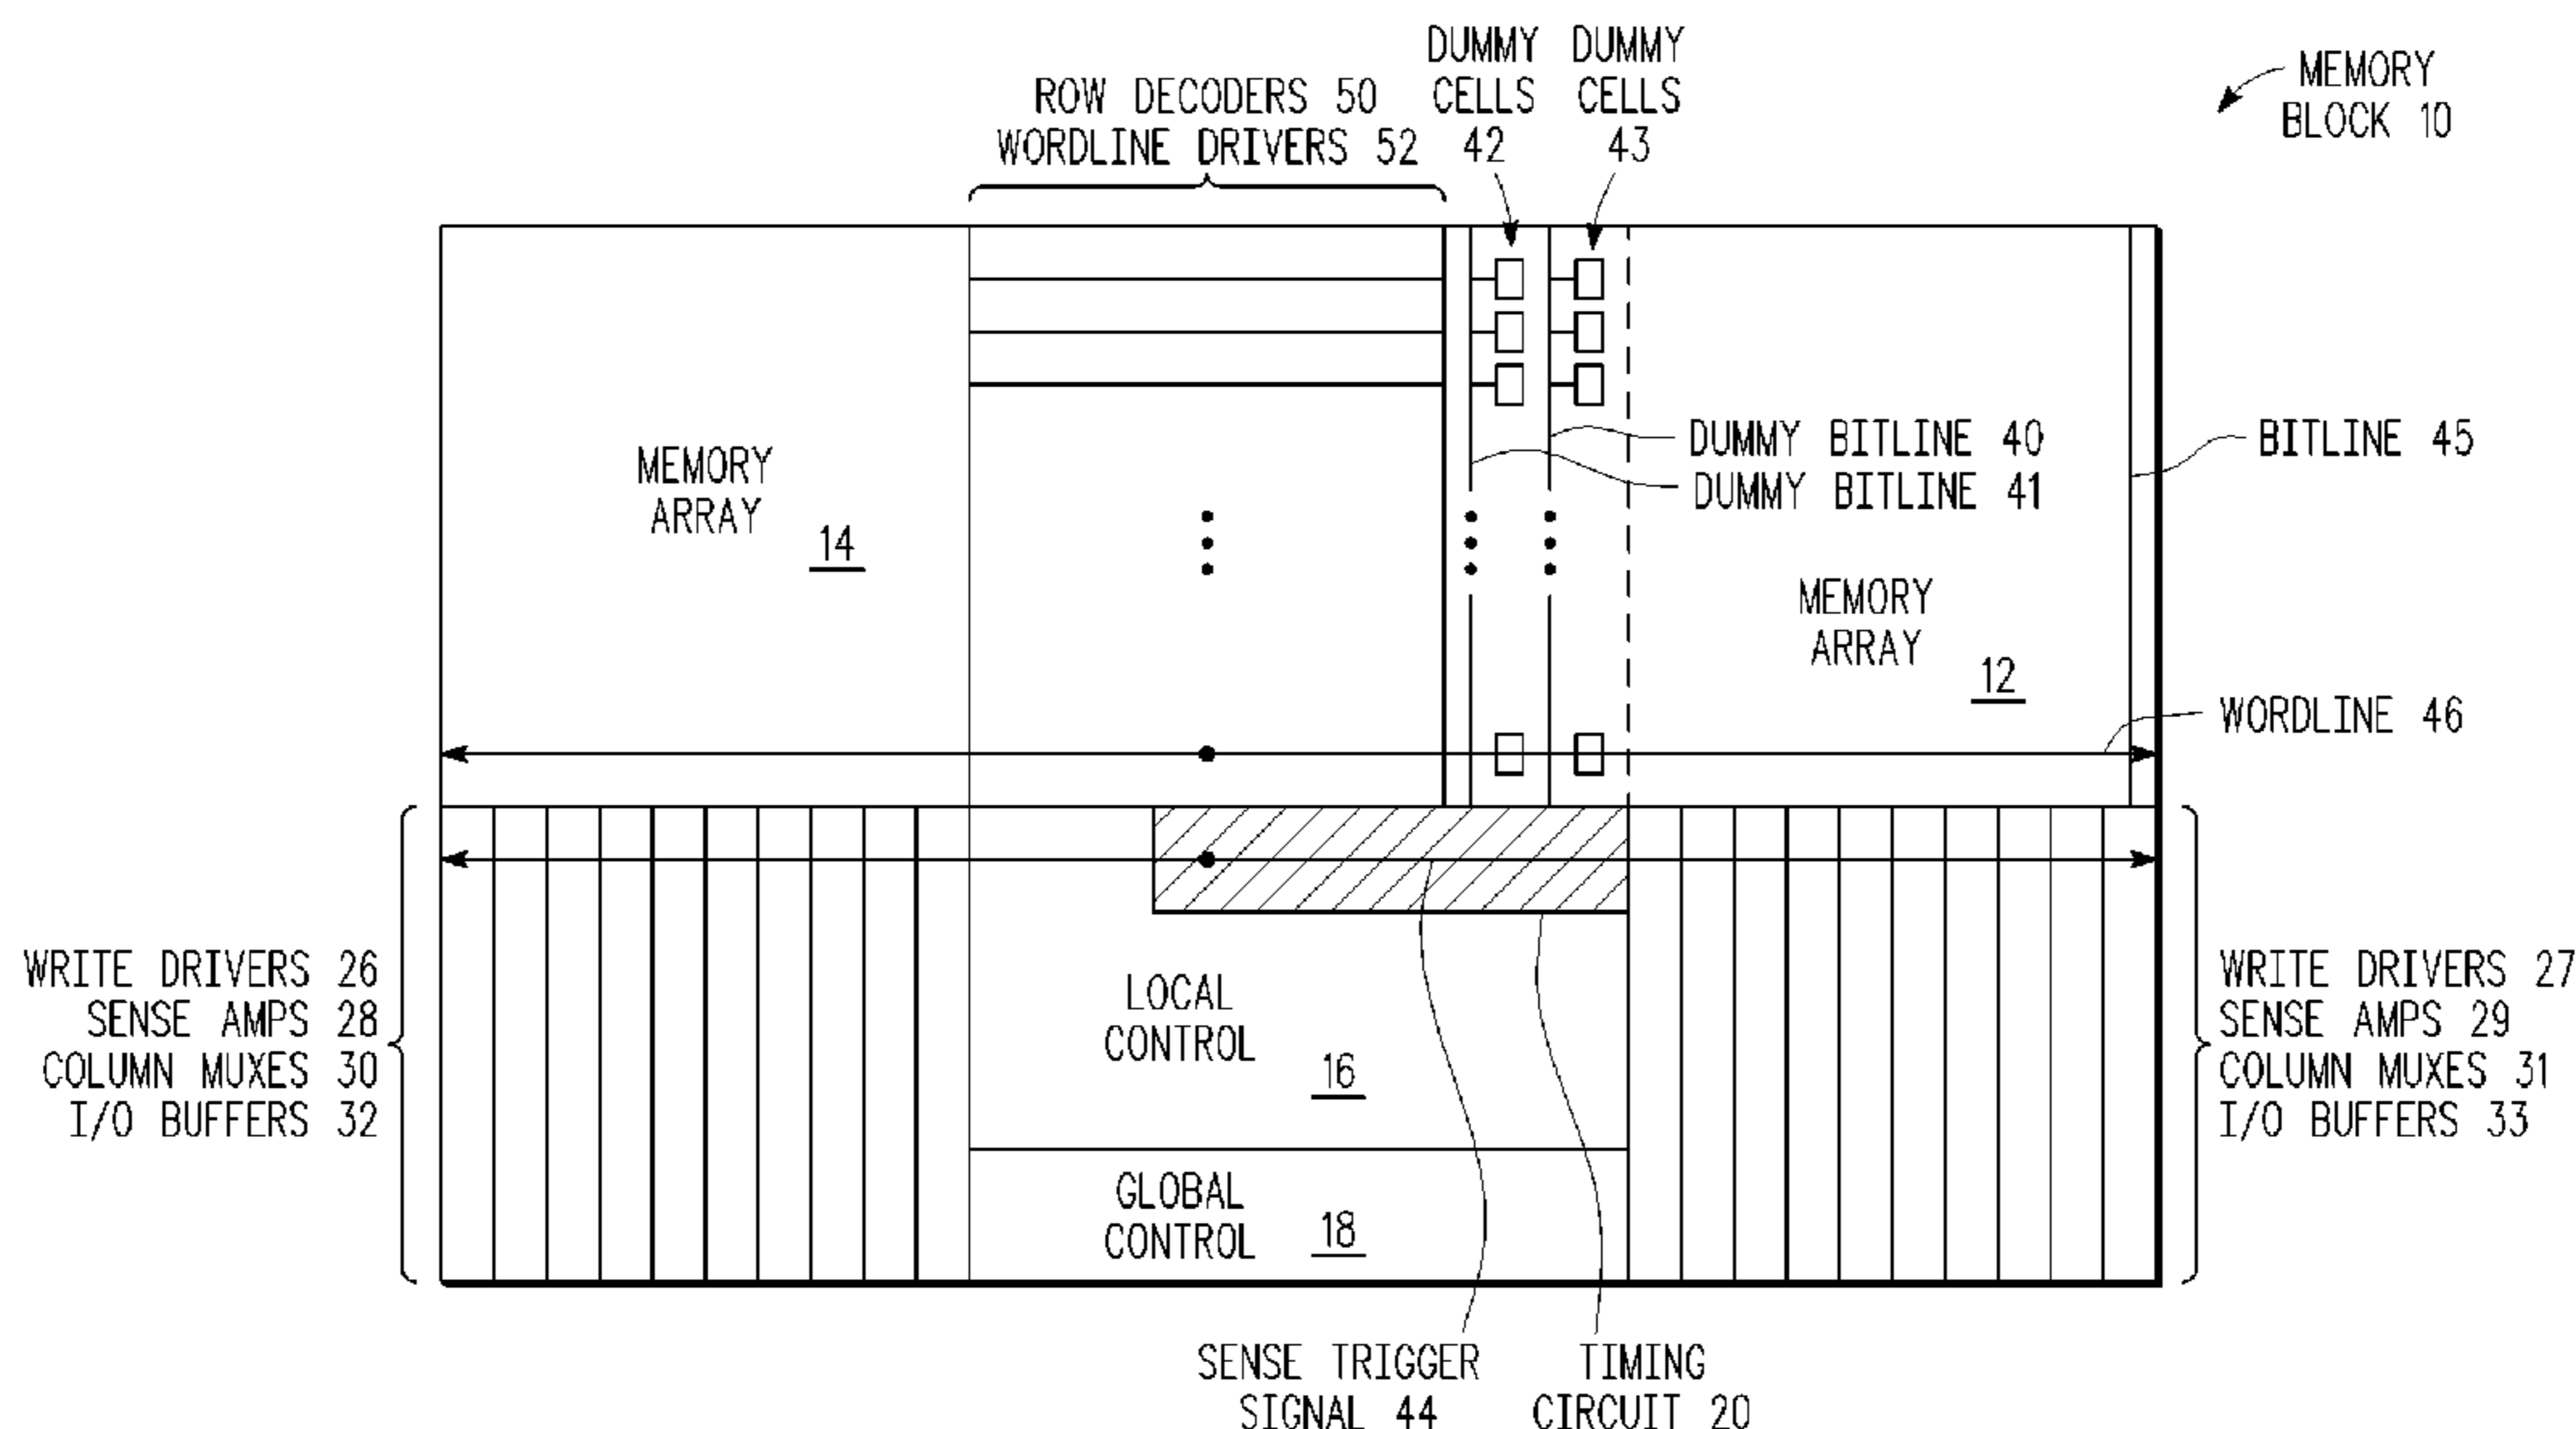 MEMORY
BLOCK 10
ROW DECODERS 50
WORDLINE DRIVERS 52
DUMMY
CELLS
42
DUMMY
CELLS
43
MEMORY
ARRAY
14
DUMMY BITLINE 40
DUMMY BITLINE 41
BITLINE 45
MEMORY
ARRAY
12
WORDLINE 46
WRITE DRIVERS 26
SENSE AMPS 28
COLUMN MUXES 30
I/O BUFFERS 32
LOCAL
CONTROL
16
GLOBAL
CONTROL
18
WRITE DRIVERS 27
SENSE AMPS 29
COLUMN MUXES 31
I/O BUFFERS 33
SENSE TRIGGER
SIGNAL 44
TIMING
CIRCUIT 20